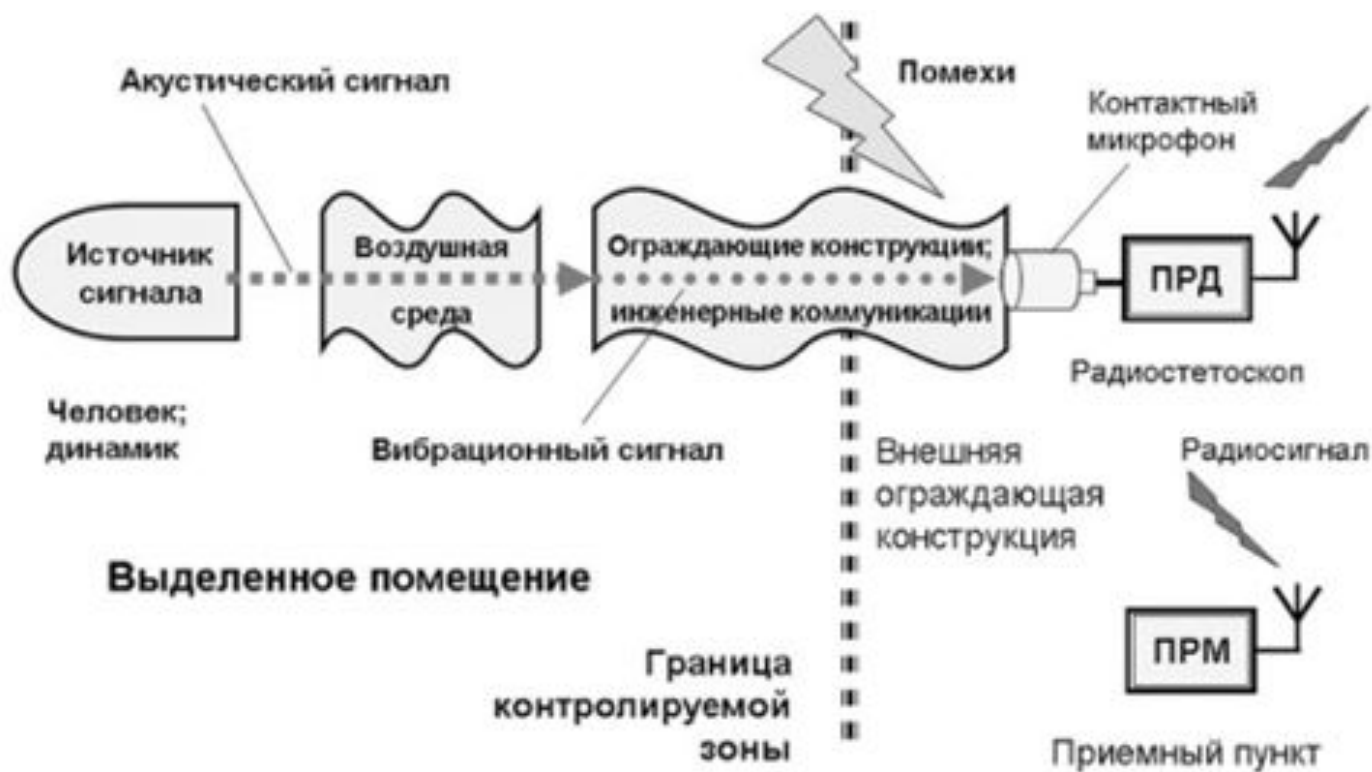 Акустический сигнал
Помехи
Контактный
микрофон
Источник
сигнала
Воздушная
среда
Ограждающие конструкции;
инженерные коммуникации
ПРД
Радиостетоскоп
Человек;
динамик
Вибрационный сигнал
Внешняя
ограждающая
конструкция
Радиосигнал
Выделенное помещение
ПРМ
Граница
контролируемой
зоны
Приемный пункт